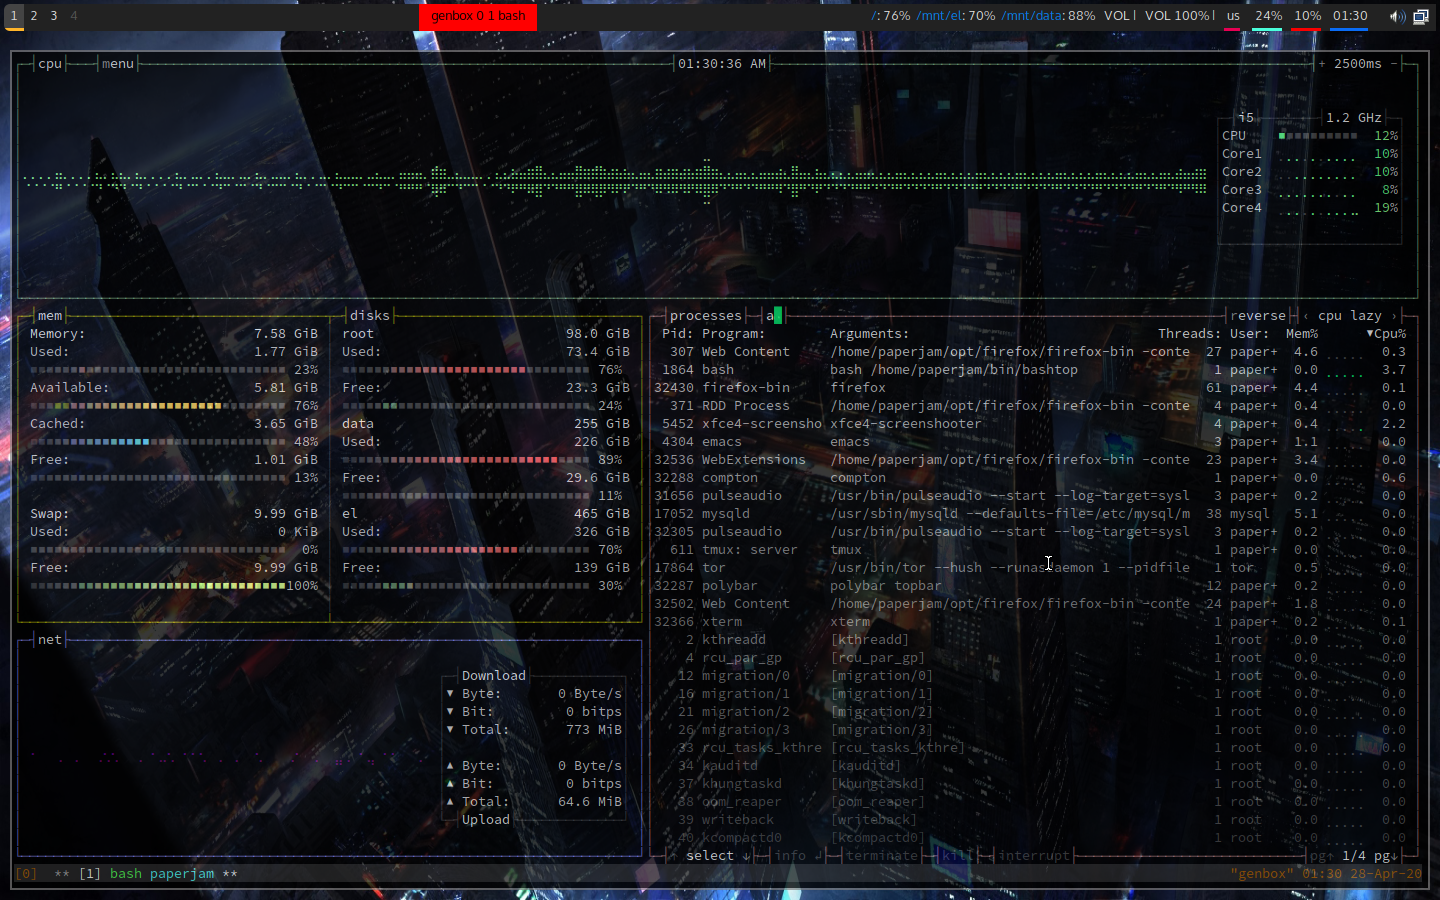 1 2 3 4 genbox 0 1 bash /: 76% /mnt/el: 70% /mnt/data: 88% VOL VOL 100% us 24% 10% 01:30
cpu menu 01:30:36 AM + 2500ms -
i5 1.2 GHz
CPU 12%
Core1 10%
Core2 10%
Core3 8%
Core4 19%
mem
Memory: 7.58 GiB
Used: 1.77 GiB
23%
Available: 5.81 GiB
76%
Cached: 3.65 GiB
48%
Free: 1.01 GiB
13%
Swap: 9.99 GiB
Used: 0 KiB
0%
Free: 9.99 GiB
100%
disks
root 98.0 GiB
Used: 73.4 GiB
76%
Free: 23.3 GiB
24%
data 255 GiB
Used: 226 GiB
89%
Free: 29.6 GiB
11%
el 465 GiB
Used: 326 GiB
70%
Free: 139 GiB
30%
net
Download
▼ Byte: 0 Byte/s
▼ Bit: 0 bitps
▼ Total: 773 MiB
▲ Byte: 0 Byte/s
▲ Bit: 0 bitps
▲ Total: 64.6 MiB
Upload
processes a reverse ‹ cpu lazy ›
Pid: Program: Arguments: Threads: User: Mem% ▼Cpu%
307 Web Content /home/paperjam/opt/firefox/firefox-bin -conte 27 paper+ 4.6 0.3
1864 bash bash /home/paperjam/bin/bashtop 1 paper+ 0.0 3.7
32430 firefox-bin firefox 61 paper+ 4.4 0.1
371 RDD Process /home/paperjam/opt/firefox/firefox-bin -conte 4 paper+ 0.4 0.0
5452 xfce4-screensho xfce4-screenshooter 4 paper+ 0.4 2.2
4304 emacs emacs 3 paper+ 1.1 0.0
32536 WebExtensions /home/paperjam/opt/firefox/firefox-bin -conte 23 paper+ 3.4 0.0
32288 compton compton 1 paper+ 0.0 0.6
31656 pulseaudio /usr/bin/pulseaudio --start --log-target=sysl 3 paper+ 0.2 0.0
17052 mysqld /usr/sbin/mysqld --defaults-file=/etc/mysql/m 38 mysql 5.1 0.0
32305 pulseaudio /usr/bin/pulseaudio --start --log-target=sysl 3 paper+ 0.2 0.0
611 tmux: server tmux 1 paper+ 0.0 0.0
17864 tor /usr/bin/tor --hush --runasdaemon 1 --pidfile 1 tor 0.5 0.0
32287 polybar polybar topbar 12 paper+ 0.2 0.0
32502 Web Content /home/paperjam/opt/firefox/firefox-bin -conte 24 paper+ 1.8 0.0
32366 xterm xterm 1 paper+ 0.2 0.1
2 kthreadd [kthreadd] 1 root 0.0 0.0
4 rcu_par_gp [rcu_par_gp] 1 root 0.0 0.0
12 migration/0 [migration/0] 1 root 0.0 0.0
16 migration/1 [migration/1] 1 root 0.0 0.0
21 migration/2 [migration/2] 1 root 0.0 0.0
26 migration/3 [migration/3] 1 root 0.0 0.0
33 rcu_tasks_kthre [rcu_tasks_kthre] 1 root 0.0 0.0
34 kauditd [kauditd] 1 root 0.0 0.0
37 khungtaskd [khungtaskd] 1 root 0.0 0.0
38 oom_reaper [oom_reaper] 1 root 0.0 0.0
39 writeback [writeback] 1 root 0.0 0.0
40 kcompactd0 [kcompactd0] 1 root 0.0 0.0
↑ select ↓ info ↲ terminate kill interrupt pg↑ 1/4 pg↓
[0] ** [1] bash paperjam ** "genbox" 01:30 28-Apr-20